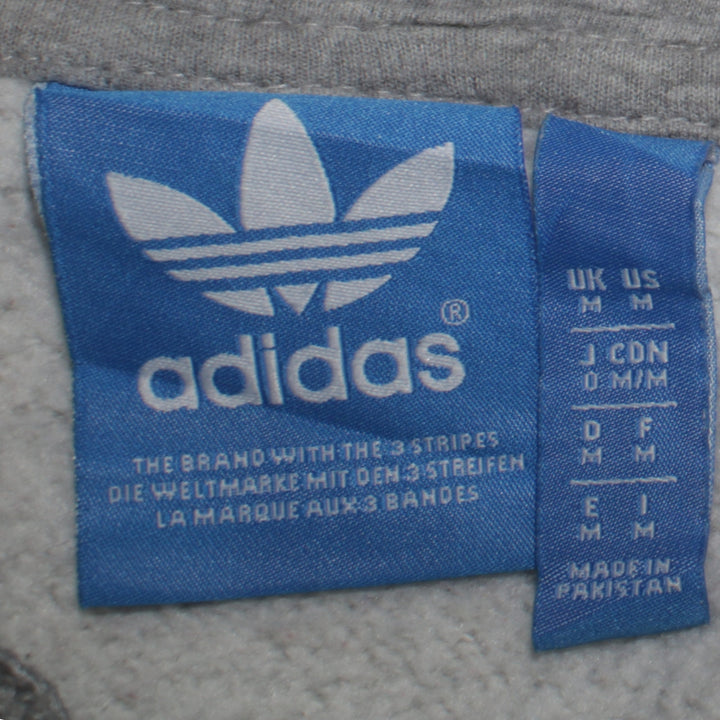 adidas®
THE BRAND WITH THE 3 STRIPES
DIE WELTMARKE MIT DEN 3 STREIFEN
LA MARQUE AUX 3 BANDES
UK US
M M
J CDN
O M/M
D F
M M
E I
M M
MADE IN
PAKISTAN